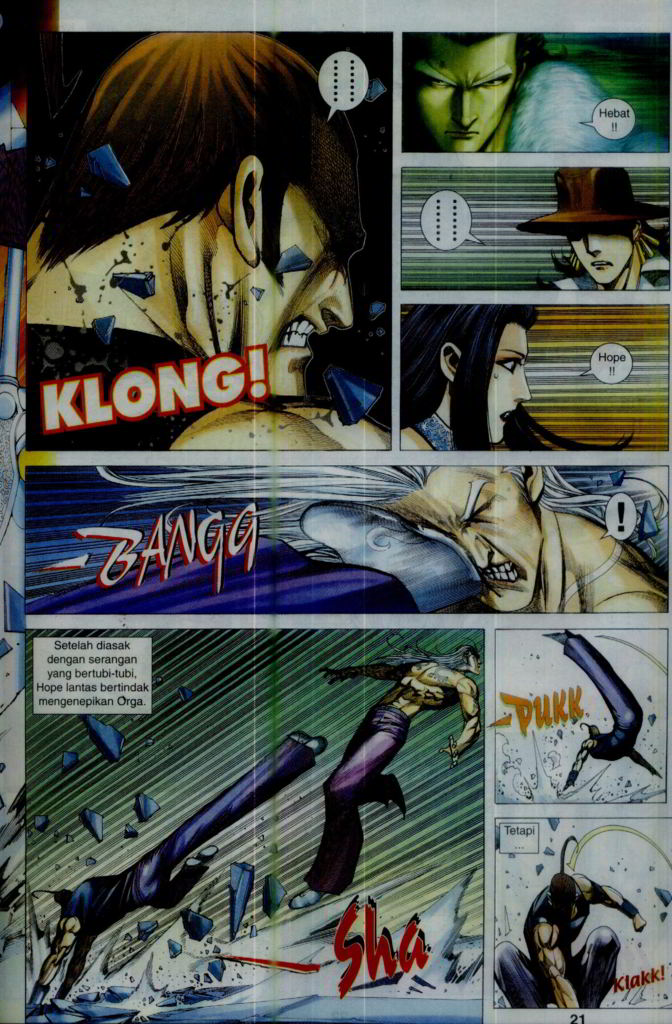 KLONG!
Hebat
!!
Hope
!!
BANGG
!
Setelah diasak
dengan serangan
yang bertubi-tubi,
Hope lantas bertindak
mengenepikan Orga.
Sha
DUKK
Tetapi
...
Klakk!
21